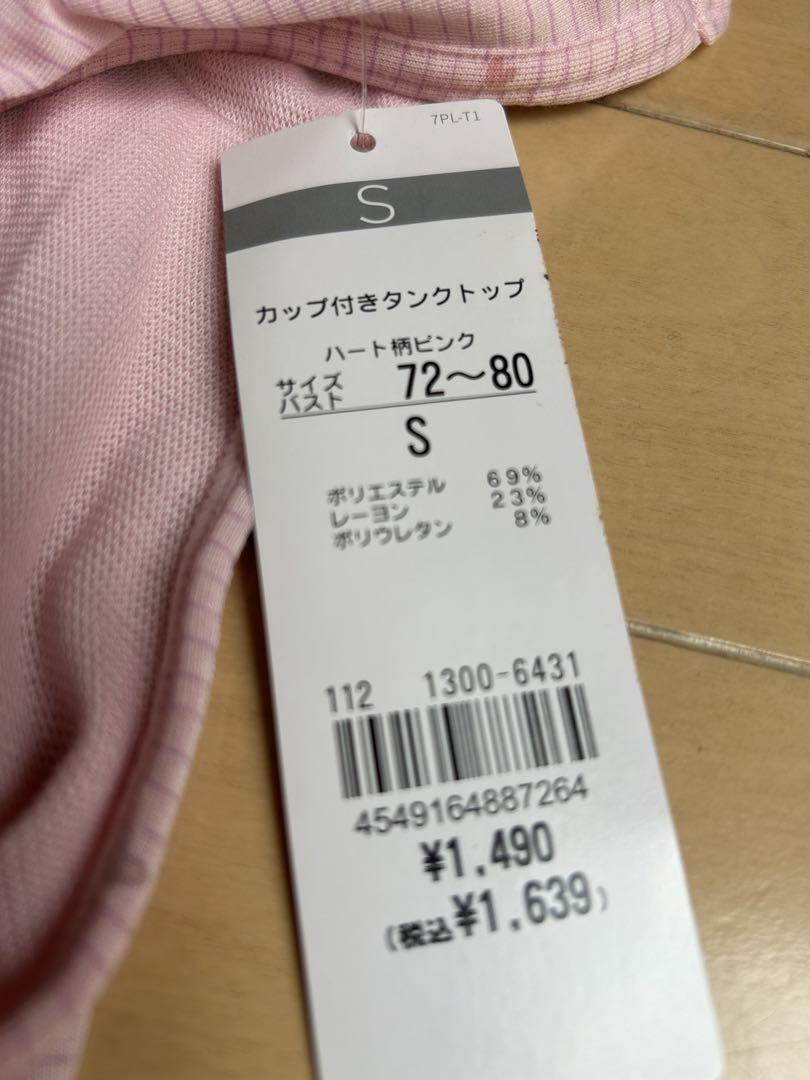 7PL-TI
S
カップ付きタンクトップ
ハート柄ピンク
サイズ
バスト 72〜80
S
ポリエステル 69%
レーヨン 23%
ポリウレタン 8%
112 1300-6431
4549164887264
¥1,490
(税込¥1,639)